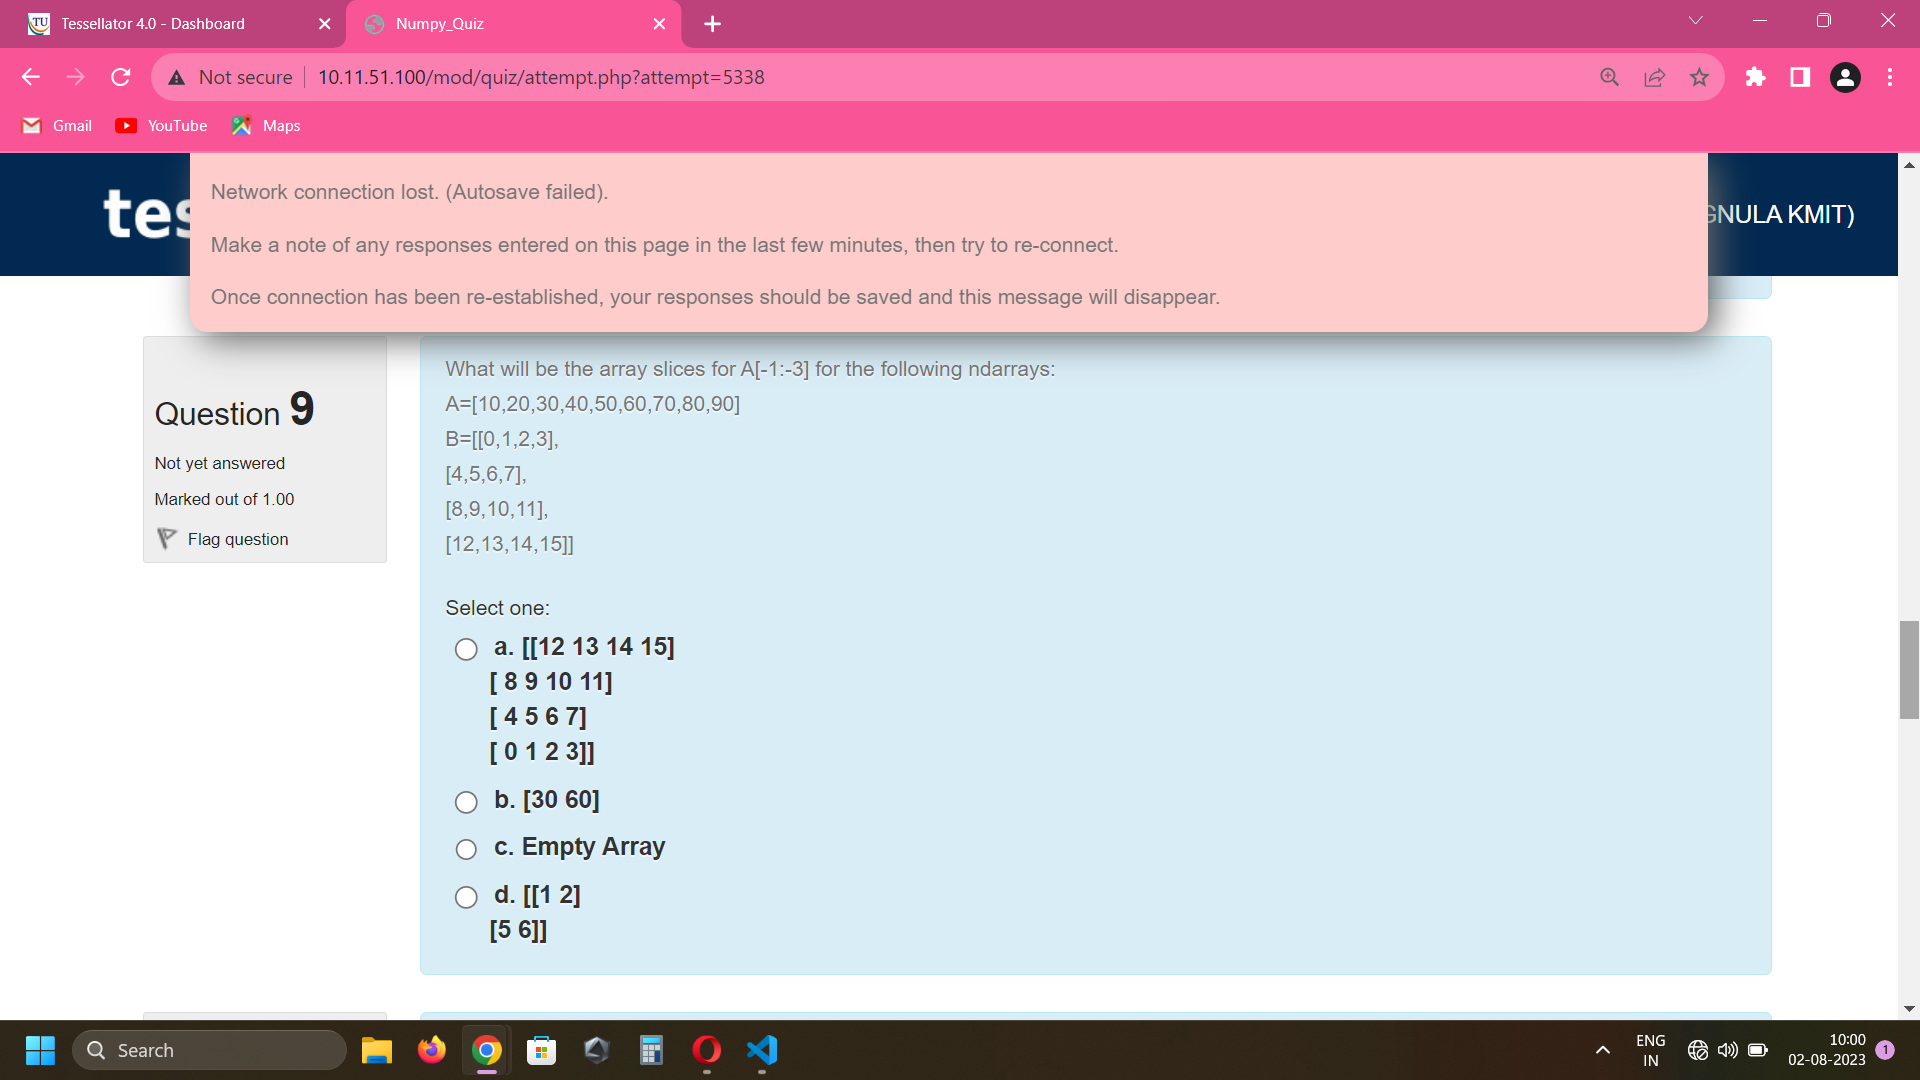 Tessellator 4.0 - Dashboard
Numpy_Quiz
Not secure
10.11.51.100/mod/quiz/attempt.php?attempt=5338
Gmail
YouTube
Maps
tes
Network connection lost. (Autosave failed).
Make a note of any responses entered on this page in the last few minutes, then try to re-connect.
Once connection has been re-established, your responses should be saved and this message will disappear.
GNULA KMIT)
Question 9
Not yet answered
Marked out of 1.00
Flag question
What will be the array slices for A[-1:-3] for the following ndarrays:
A=[10,20,30,40,50,60,70,80,90]
B=[[0,1,2,3],
[4,5,6,7],
[8,9,10,11],
[12,13,14,15]]
Select one:
a. [[12 13 14 15]
[ 8 9 10 11]
[ 4 5 6 7]
[ 0 1 2 3]]
b. [30 60]
c. Empty Array
d. [[1 2]
[5 6]]
Search
ENG
IN
10:00
02-08-2023
1